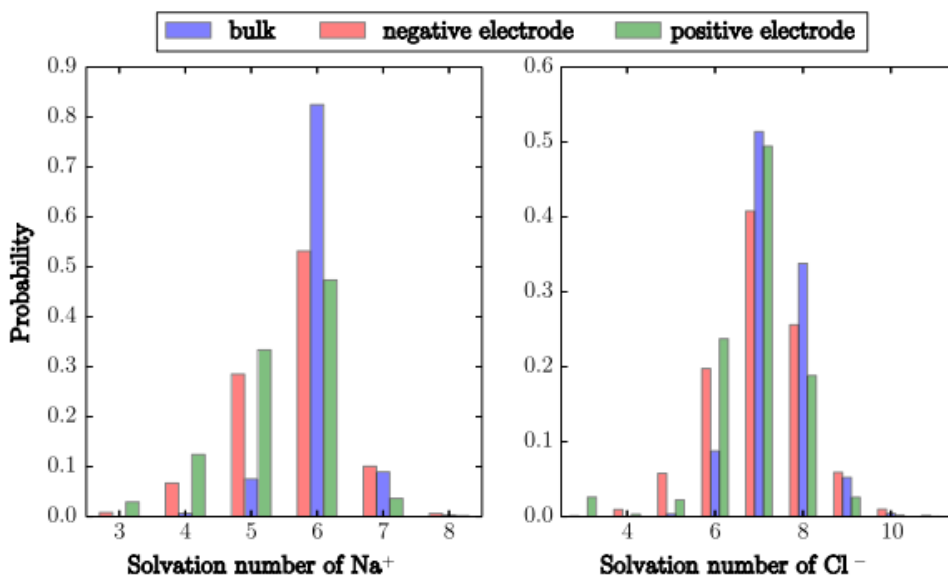 bulk negative electrode positive electrode
0.9
0.8
0.7
0.6
0.5
0.4
0.3
0.2
0.1
0.0
3 4 5 6 7 8
Probability
Solvation number of Na⁺
0.6
0.5
0.4
0.3
0.2
0.1
0.0
4 6 8 10
Solvation number of Cl⁻